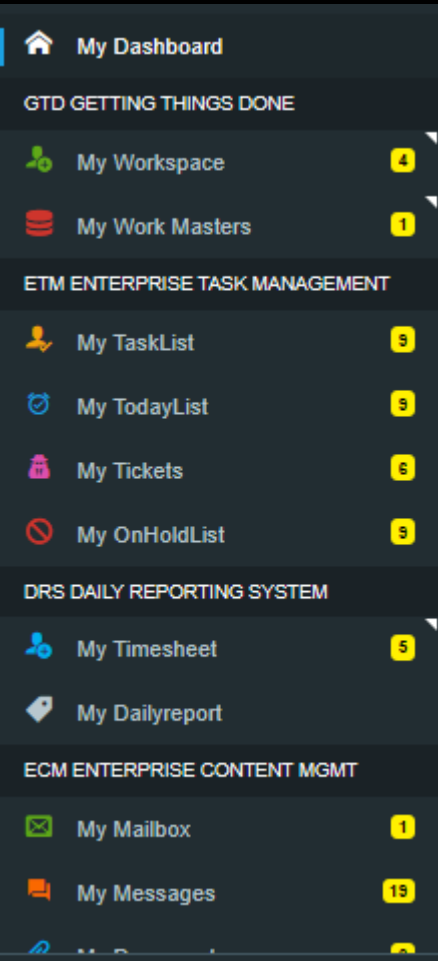 My Dashboard
GTD GETTING THINGS DONE
My Workspace 4
My Work Masters 1
ETM ENTERPRISE TASK MANAGEMENT
My TaskList 9
My TodayList 9
My Tickets 6
My OnHoldList 9
DRS DAILY REPORTING SYSTEM
My Timesheet 5
My Dailyreport
ECM ENTERPRISE CONTENT MGMT
My Mailbox 1
My Messages 19